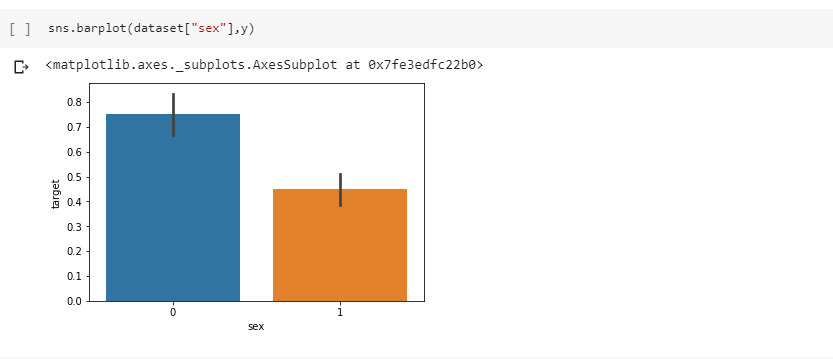 [ ] sns.barplot(dataset["sex"],y)
<matplotlib.axes._subplots.AxesSubplot at 0x7fe3edfc22b0>
0.8
0.7
0.6
0.5
0.4
0.3
0.2
0.1
0.0
target
0 1
sex